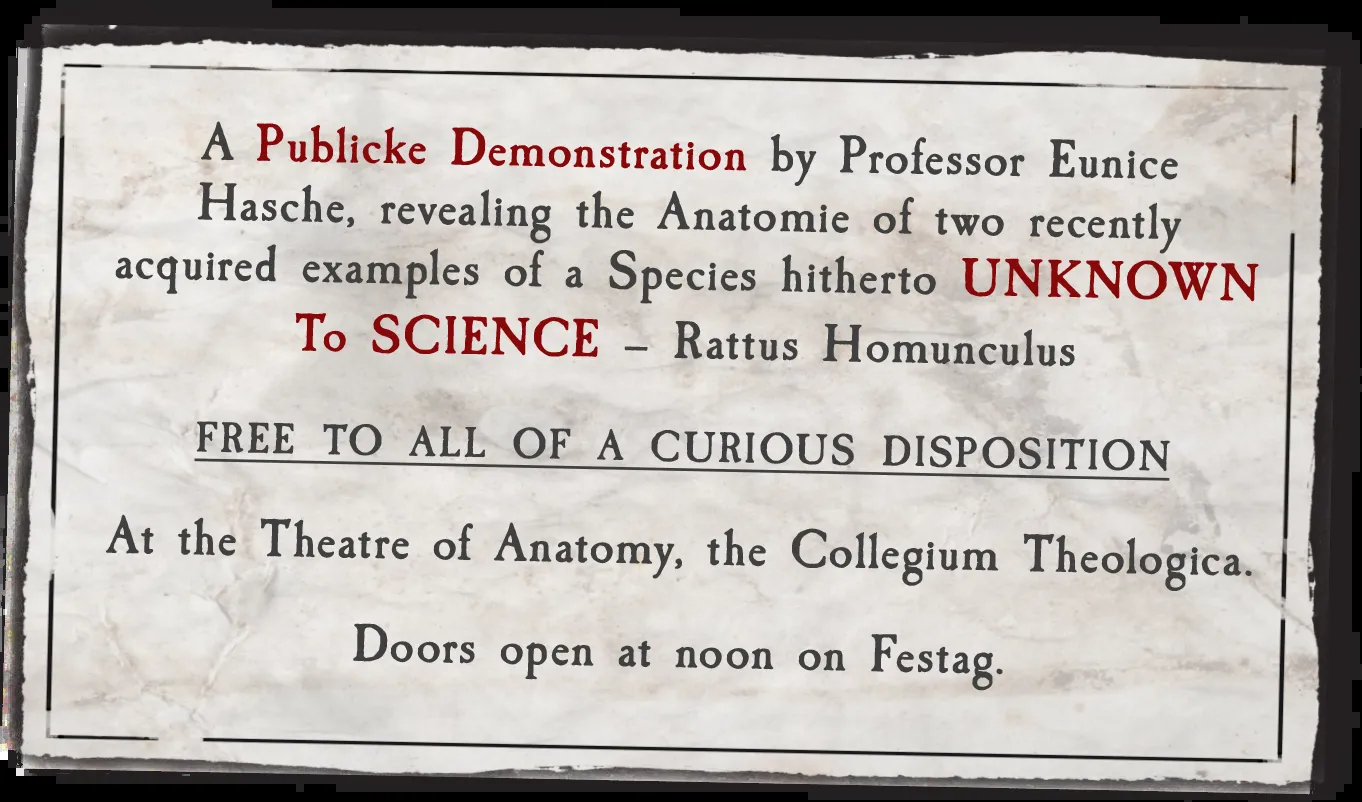 A Publicke Demonstration by Professor Eunice
Hasche, revealing the Anatomie of two recently
acquired examples of a Species hitherto UNKNOWN
To SCIENCE – Rattus Homunculus
FREE TO ALL OF A CURIOUS DISPOSITION
At the Theatre of Anatomy, the Collegium Theologica.
Doors open at noon on Festag.